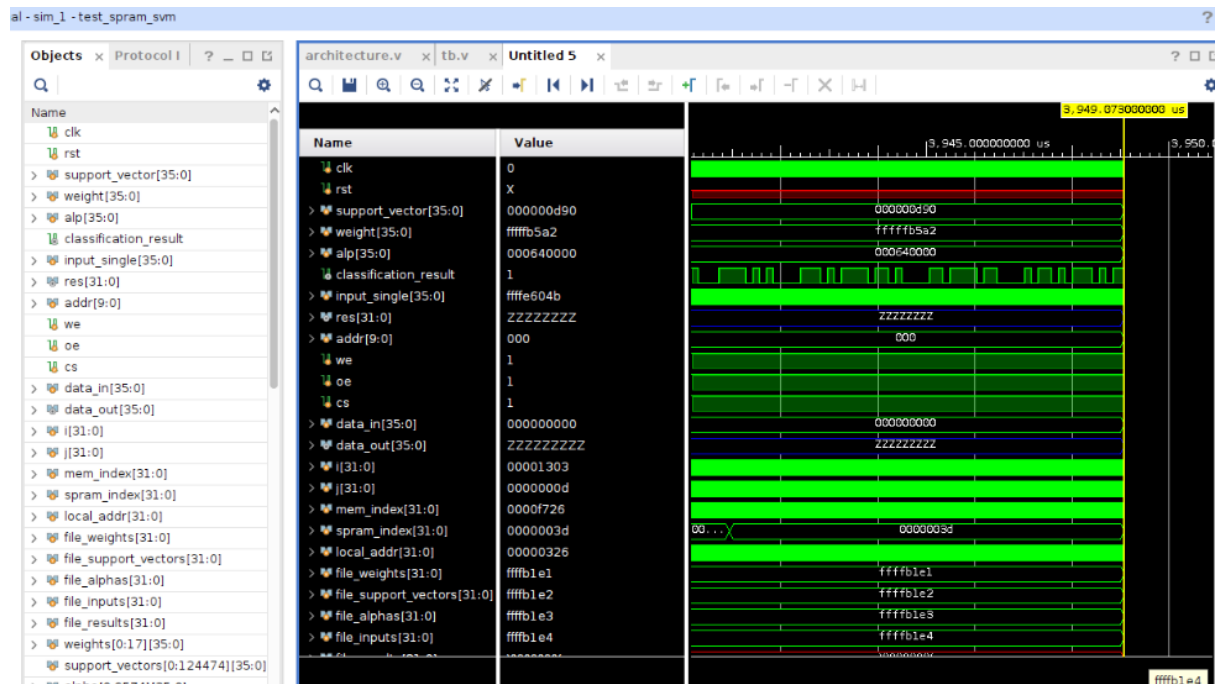 al - sim_1 - test_spram_svm ?
Objects x Protocol I ? _
architecture.v x tb.v x Untitled 5 x ?
Name
clk
rst
support_vector[35:0]
weight[35:0]
alp[35:0]
classification_result
input_single[35:0]
res[31:0]
addr[9:0]
we
oe
cs
data_in[35:0]
data_out[35:0]
i[31:0]
j[31:0]
mem_index[31:0]
spram_index[31:0]
local_addr[31:0]
file_weights[31:0]
file_support_vectors[31:0]
file_alphas[31:0]
file_inputs[31:0]
file_results[31:0]
weights[0:17][35:0]
support_vectors[0:124474][35:0]
3,949.073000000 us
Name Value 3,945.000000000 us 3,950.
clk 0
rst X
support_vector[35:0] 000000d90 000000d90
weight[35:0] fffffb5a2 fffffb5a2
alp[35:0] 000640000 000640000
classification_result 1
input_single[35:0] ffffe604b
res[31:0] ZZZZZZZZ ZZZZZZZZ
addr[9:0] 000 000
we 1
oe 1
cs 1
data_in[35:0] 000000000 000000000
data_out[35:0] ZZZZZZZZZ ZZZZZZZZZ
i[31:0] 00001303
j[31:0] 0000000d
mem_index[31:0] 0000f726
spram_index[31:0] 0000003d 00... 0000003d
local_addr[31:0] 00000326
file_weights[31:0] ffffb1e1 ffffb1e1
file_support_vectors[31:0] ffffb1e2 ffffb1e2
file_alphas[31:0] ffffb1e3 ffffb1e3
file_inputs[31:0] ffffb1e4 ffffb1e4
ffffb1e4